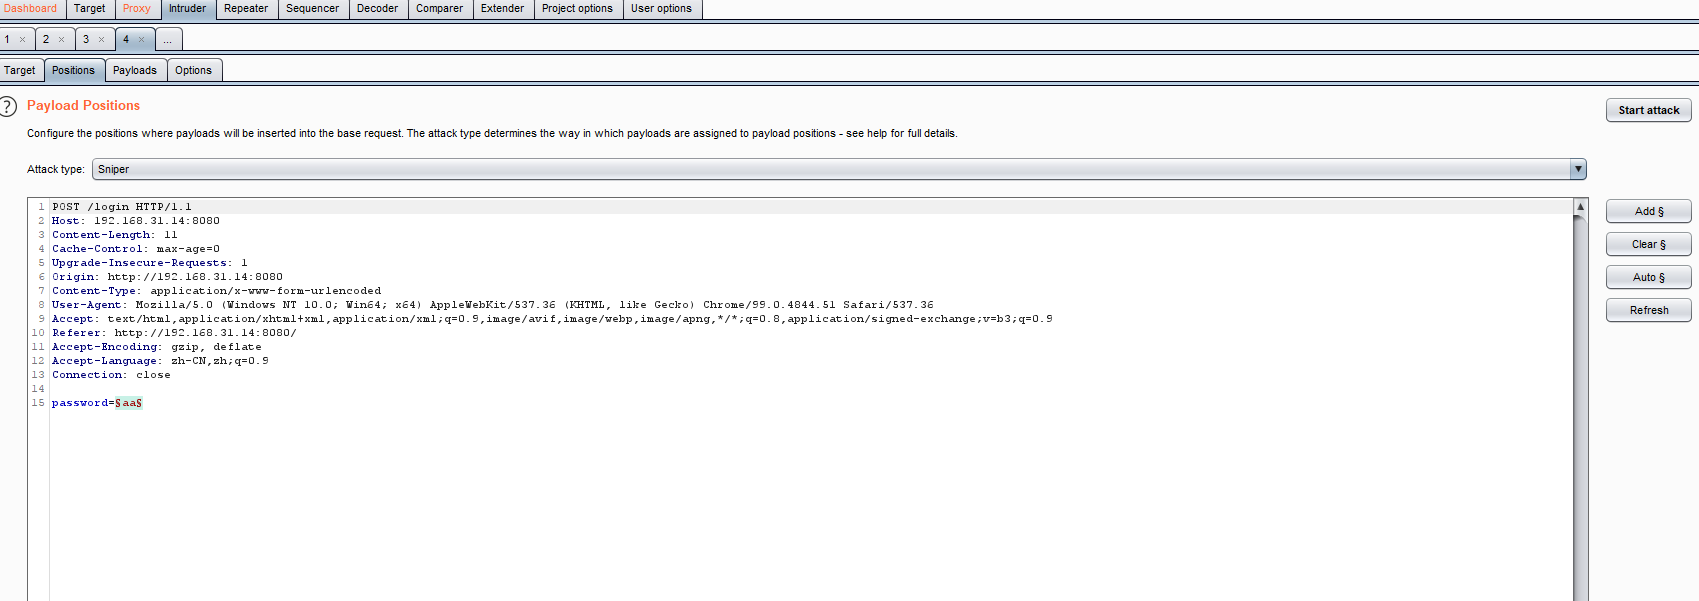 Dashboard Target Proxy Intruder Repeater Sequencer Decoder Comparer Extender Project options User options
1 × 2 × 3 × 4 × ...
Target Positions Payloads Options
? Payload Positions
Start attack
Configure the positions where payloads will be inserted into the base request. The attack type determines the way in which payloads are assigned to payload positions - see help for full details.
Attack type: Sniper
1 POST /login HTTP/1.1
2 Host: 192.168.31.14:8080
3 Content-Length: 11
4 Cache-Control: max-age=0
5 Upgrade-Insecure-Requests: 1
6 Origin: http://192.168.31.14:8080
7 Content-Type: application/x-www-form-urlencoded
8 User-Agent: Mozilla/5.0 (Windows NT 10.0; Win64; x64) AppleWebKit/537.36 (KHTML, like Gecko) Chrome/99.0.4844.51 Safari/537.36
9 Accept: text/html,application/xhtml+xml,application/xml;q=0.9,image/avif,image/webp,image/apng,*/*;q=0.8,application/signed-exchange;v=b3;q=0.9
10 Referer: http://192.168.31.14:8080/
11 Accept-Encoding: gzip, deflate
12 Accept-Language: zh-CN,zh;q=0.9
13 Connection: close
14
15 password=§aa§
Add §
Clear §
Auto §
Refresh